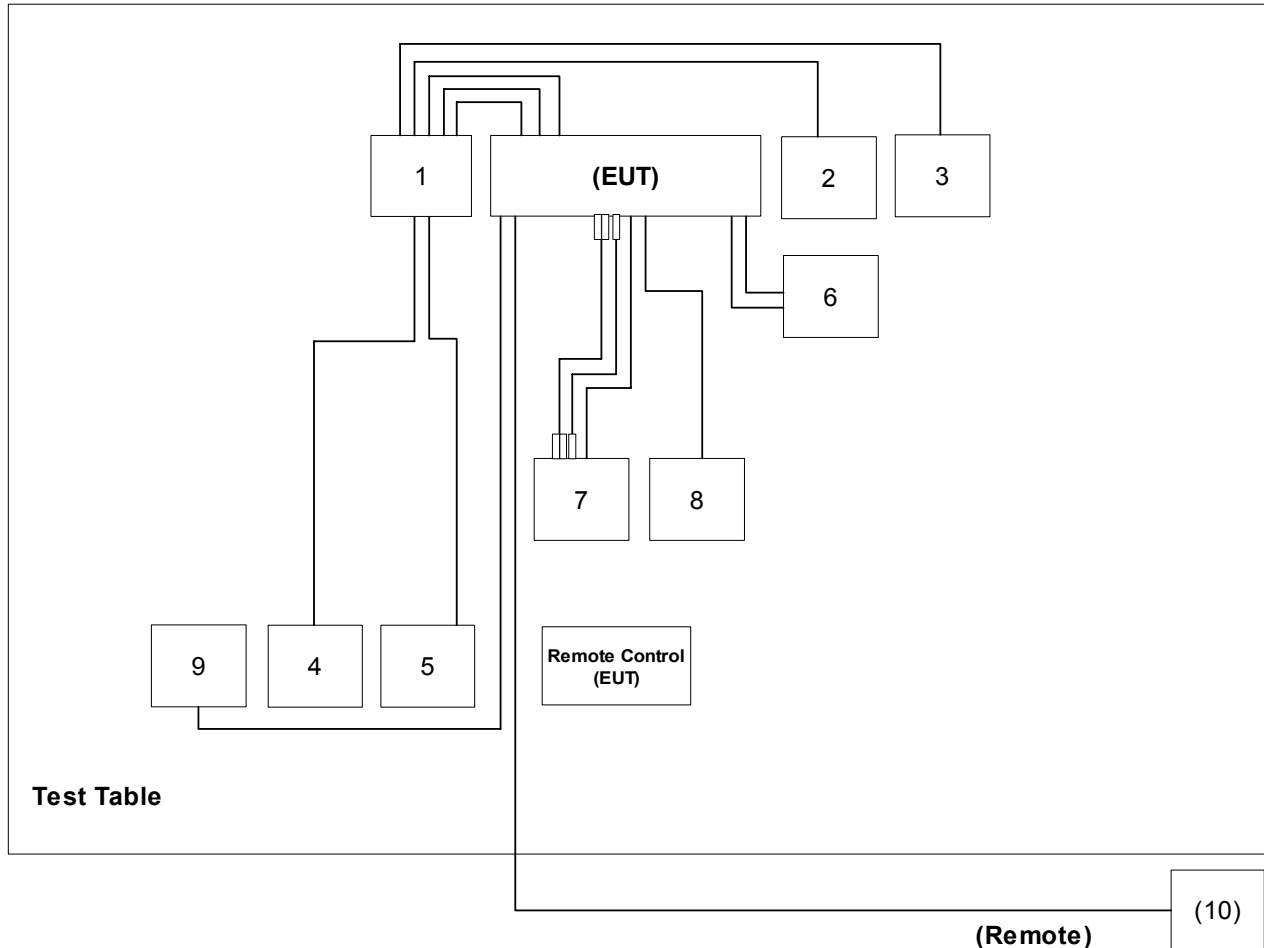 1
(EUT)
2
3
6
7
8
9
4
5
Remote Control
(EUT)
Test Table
(10)
(Remote)